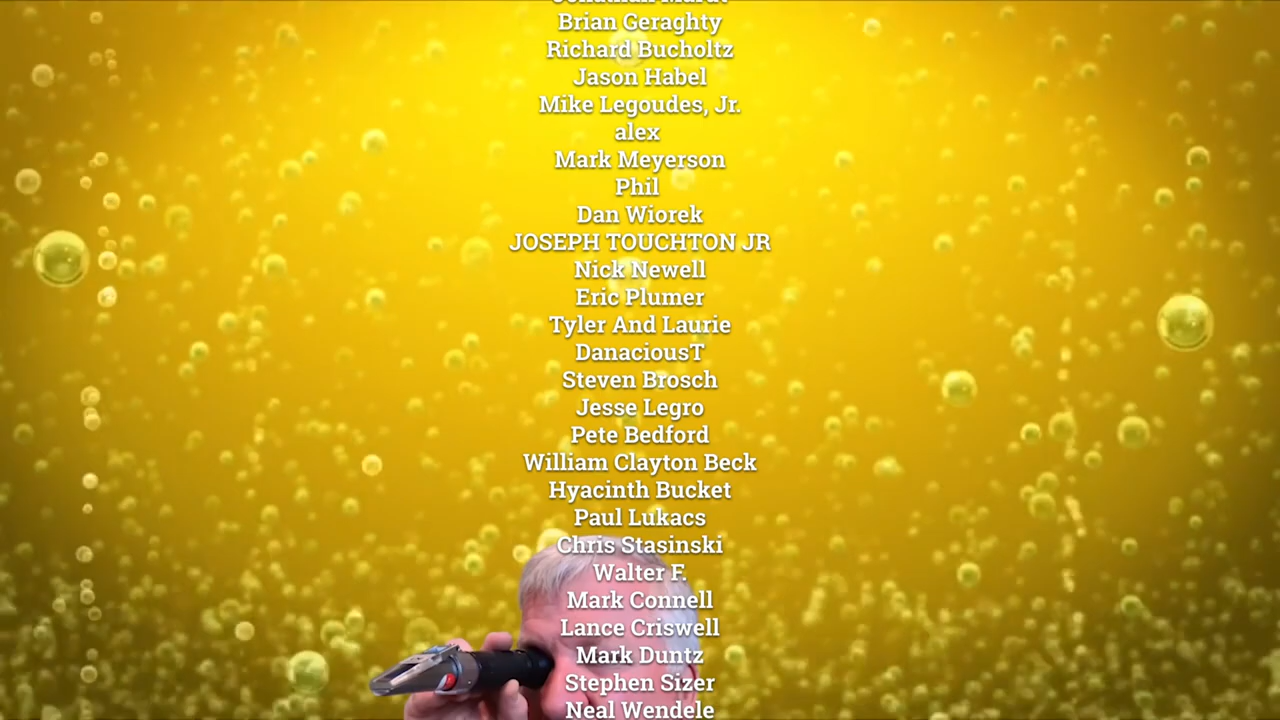 Brian Geraghty
Richard Bucholtz
Jason Habel
Mike Legoudes, Jr.
alex
Mark Meyerson
Phil
Dan Wiorek
JOSEPH TOUCHTON JR
Nick Newell
Eric Plumer
Tyler And Laurie
DanaciousT
Steven Brosch
Jesse Legro
Pete Bedford
William Clayton Beck
Hyacinth Bucket
Paul Lukacs
Chris Stasinski
Walter F.
Mark Connell
Lance Criswell
Mark Duntz
Stephen Sizer
Neal Wendele